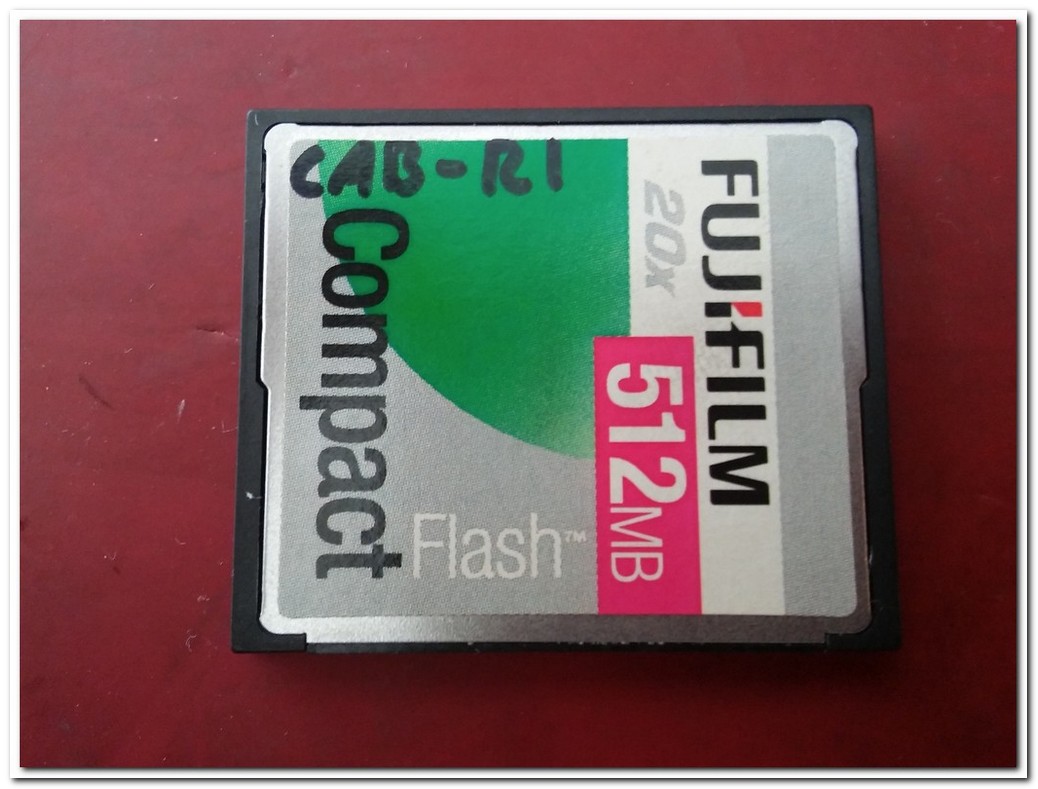 CAB-R1
FUJIFILM
20x
512MB
Compact
Flash™